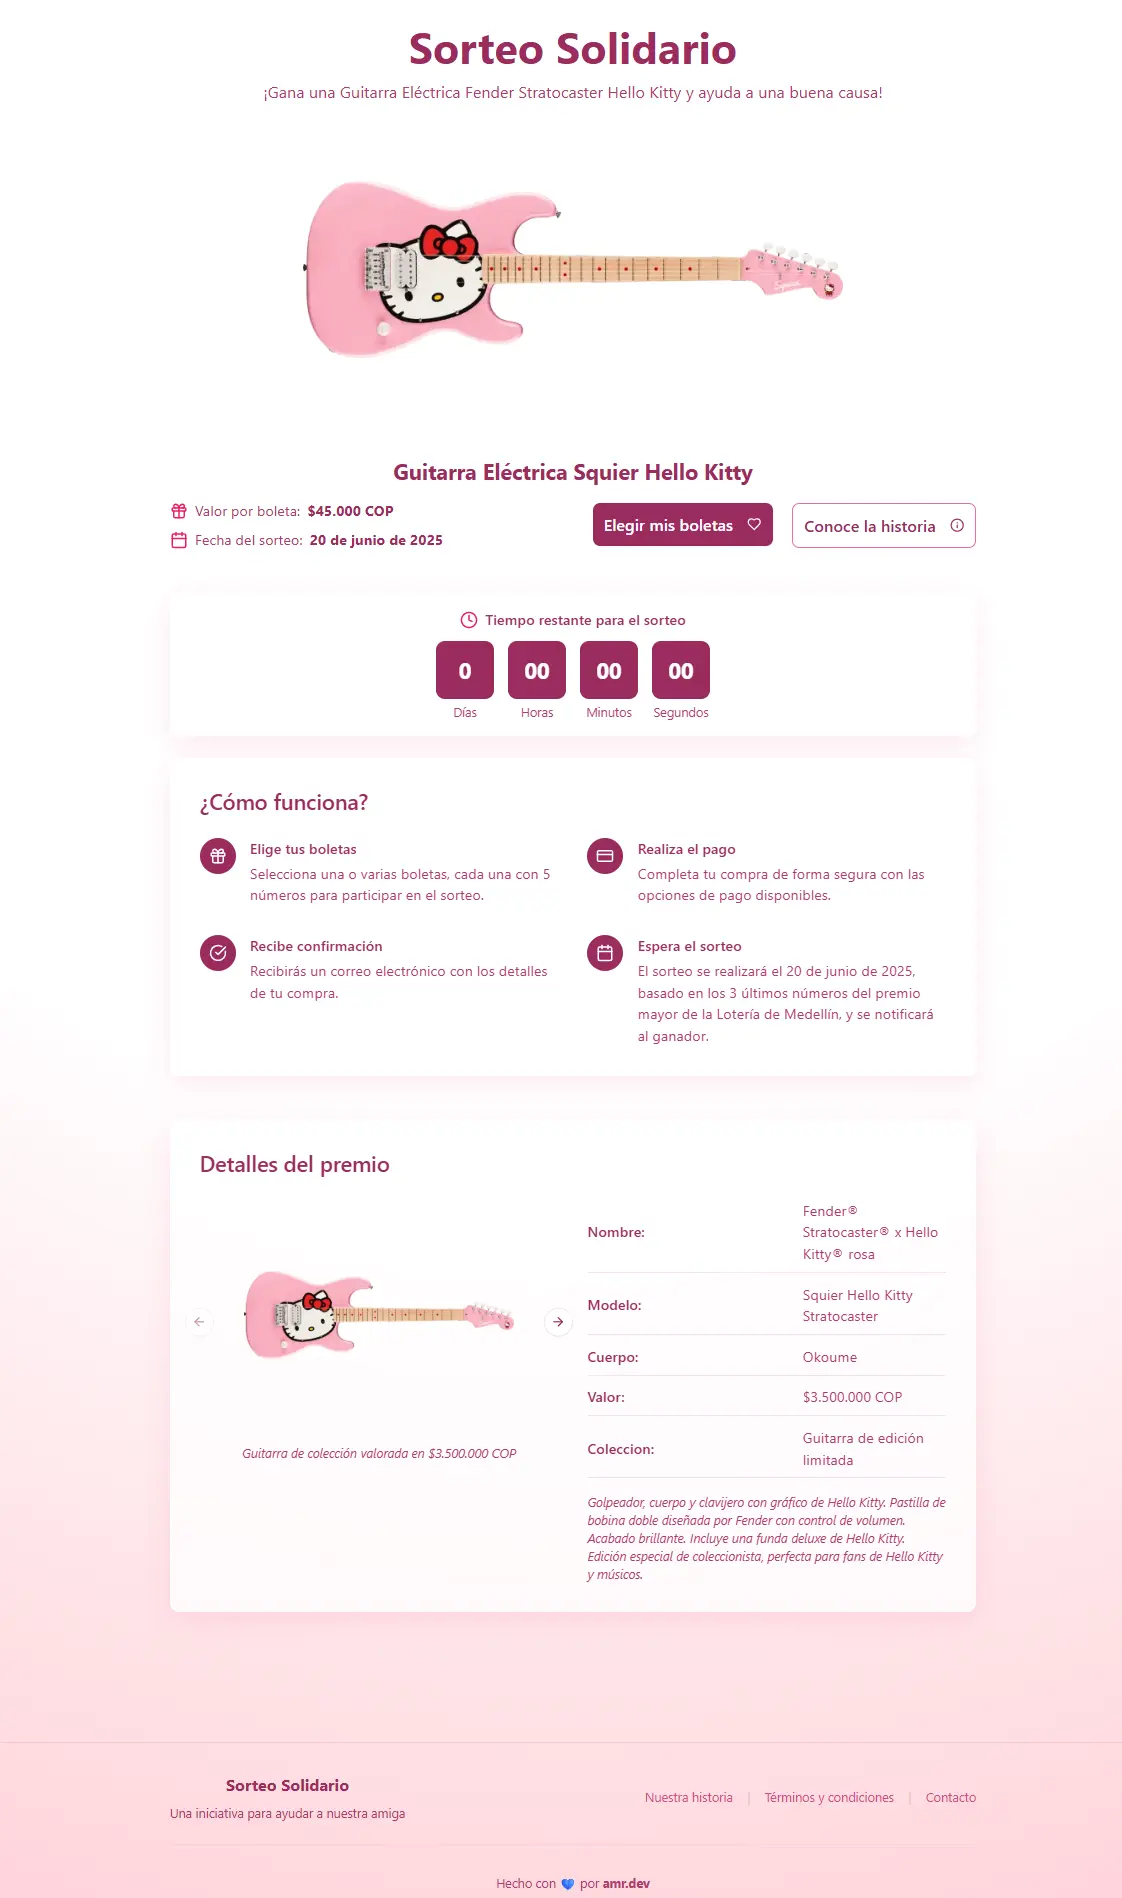 Sorteo Solidario
¡Gana una Guitarra Eléctrica Fender Stratocaster Hello Kitty y ayuda a una buena causa!
Squier
Guitarra Eléctrica Squier Hello Kitty
Valor por boleta: $45.000 COP
Fecha del sorteo: 20 de junio de 2025
Elegir mis boletas
Conoce la historia
Tiempo restante para el sorteo
0 00 00 00
Días Horas Minutos Segundos
¿Cómo funciona?
Elige tus boletas
Selecciona una o varias boletas, cada una con 5
números para participar en el sorteo.
Realiza el pago
Completa tu compra de forma segura con las
opciones de pago disponibles.
Recibe confirmación
Recibirás un correo electrónico con los detalles
de tu compra.
Espera el sorteo
El sorteo se realizará el 20 de junio de 2025,
basado en los 3 últimos números del premio
mayor de la Lotería de Medellín, y se notificará
al ganador.
Detalles del premio
Guitarra de colección valorada en $3.500.000 COP
Nombre:
Fender®
Stratocaster® x Hello
Kitty® rosa
Modelo:
Squier Hello Kitty
Stratocaster
Cuerpo:
Okoume
Valor:
$3.500.000 COP
Coleccion:
Guitarra de edición
limitada
Golpeador, cuerpo y clavijero con gráfico de Hello Kitty. Pastilla de
bobina doble diseñada por Fender con control de volumen.
Acabado brillante. Incluye una funda deluxe de Hello Kitty.
Edición especial de coleccionista, perfecta para fans de Hello Kitty
y músicos.
Sorteo Solidario
Una iniciativa para ayudar a nuestra amiga
Nuestra historia | Términos y condiciones | Contacto
Hecho con 💙 por amr.dev